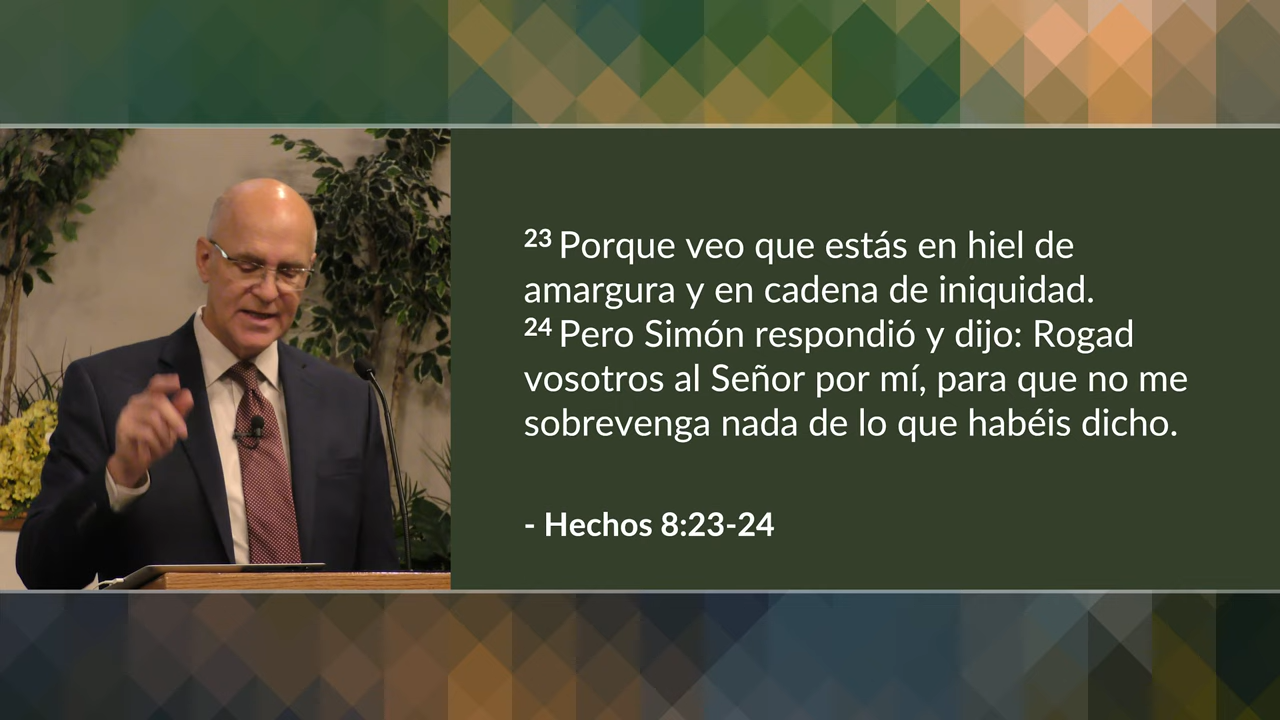 23 Porque veo que estás en hiel de
amargura y en cadena de iniquidad.
24 Pero Simón respondió y dijo: Rogad
vosotros al Señor por mí, para que no me
sobrevenga nada de lo que habéis dicho.
- Hechos 8:23-24